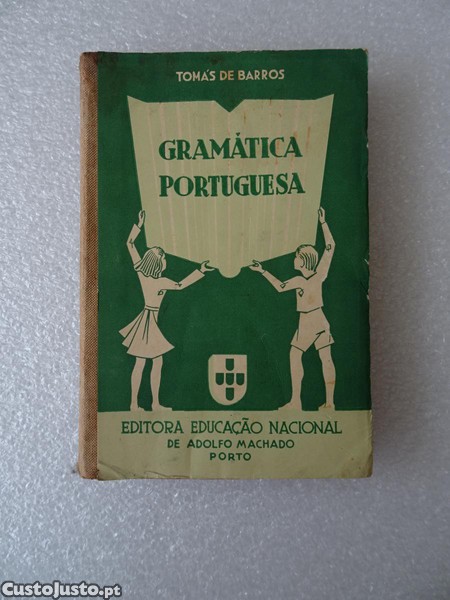 TOMÁS DE BARROS
GRAMÁTICA
PORTUGUESA
EDITORA EDUCAÇÃO NACIONAL
DE ADOLFO MACHADO
PORTO
CustoJusto.pt